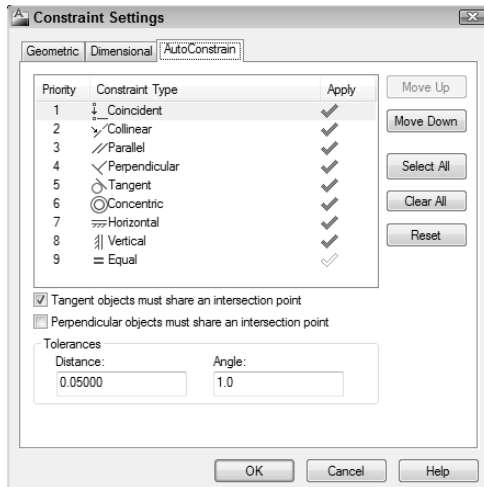 Constraint Settings
Geometric Dimensional AutoConstrain
Priority Constraint Type Apply
1 Coincident
2 Collinear
3 Parallel
4 Perpendicular
5 Tangent
6 Concentric
7 Horizontal
8 Vertical
9 Equal
Move Up
Move Down
Select All
Clear All
Reset
Tangent objects must share an intersection point
Perpendicular objects must share an intersection point
Tolerances
Distance: Angle:
0.05000 1.0
OK Cancel Help